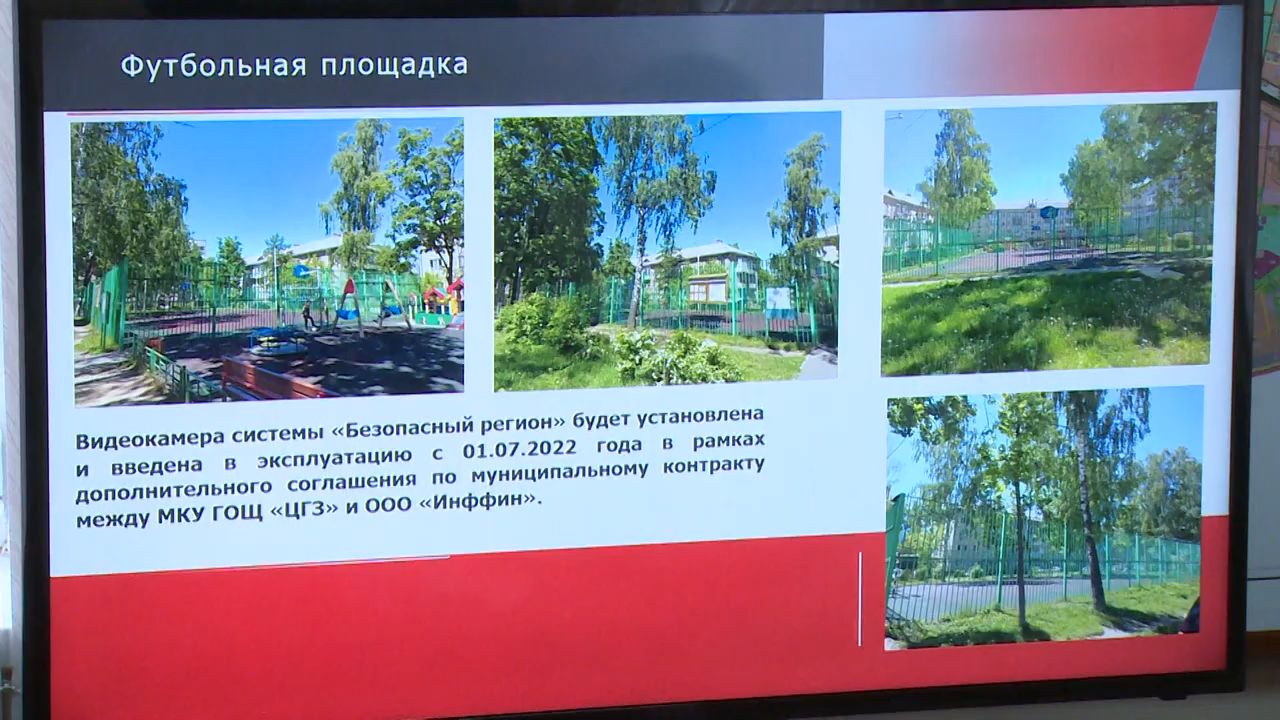 Футбольная площадка
Видеокамера системы «Безопасный регион» будет установлена
и введена в эксплуатацию с 01.07.2022 года в рамках
дополнительного соглашения по муниципальному контракту
между МКУ ГОЩ «ЦГЗ» и ООО «Инффин».